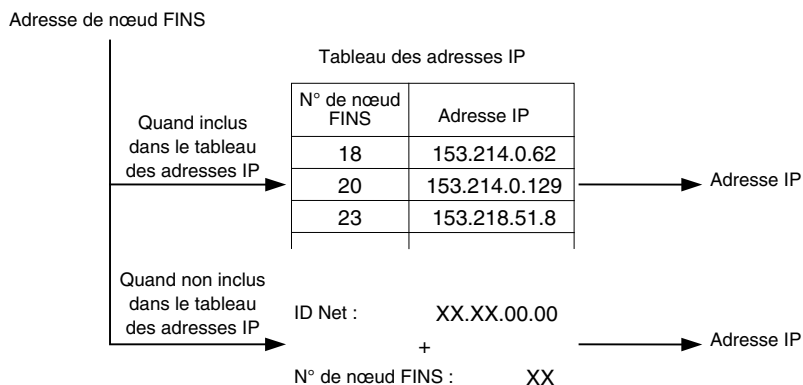 Adresse de nœud FINS
Tableau des adresses IP
Quand inclus
dans le tableau
des adresses IP
N° de nœud
FINS
Adresse IP
18 153.214.0.62
20 153.214.0.129
23 153.218.51.8
Adresse IP
Quand non inclus
dans le tableau
des adresses IP
ID Net : XX.XX.00.00
+
N° de nœud FINS : XX
Adresse IP